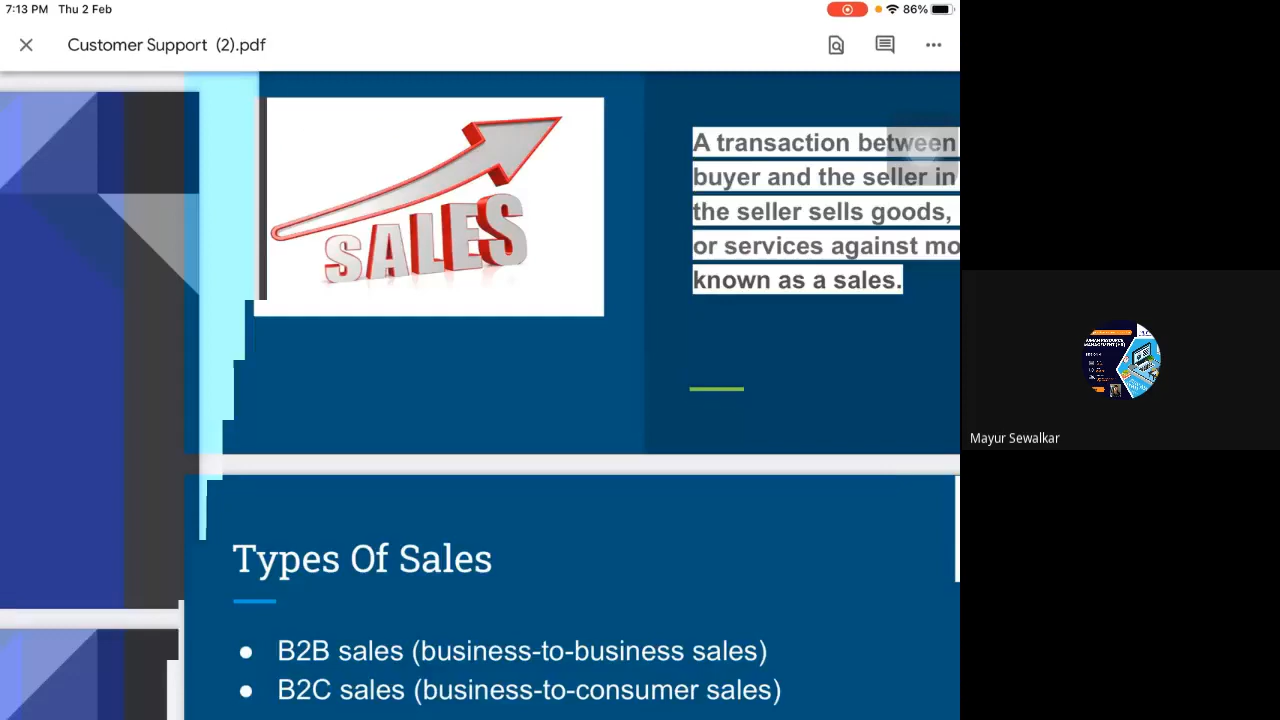 7:13 PM Thu 2 Feb
86%
Customer Support (2).pdf
SALES
A transaction between
buyer and the seller in
the seller sells goods,
or services against mo
known as a sales.
Types Of Sales
B2B sales (business-to-business sales)
B2C sales (business-to-consumer sales)
Mayur Sewalkar